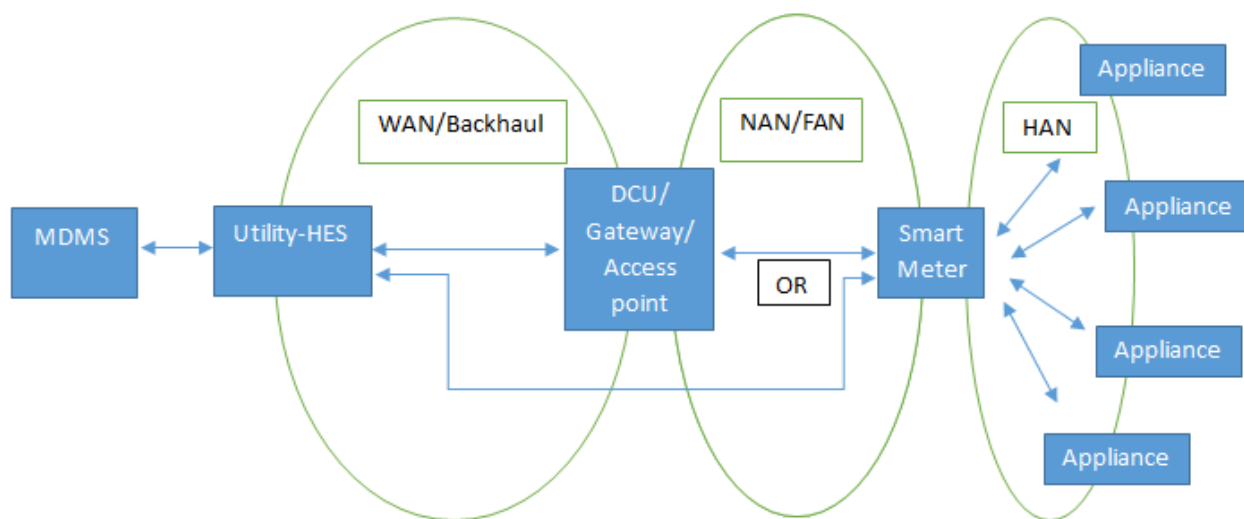 WAN/Backhaul
NAN/FAN
HAN
Appliance
MDMS
Utility-HES
DCU/
Gateway/
Access
point
OR
Smart
Meter
Appliance
Appliance
Appliance